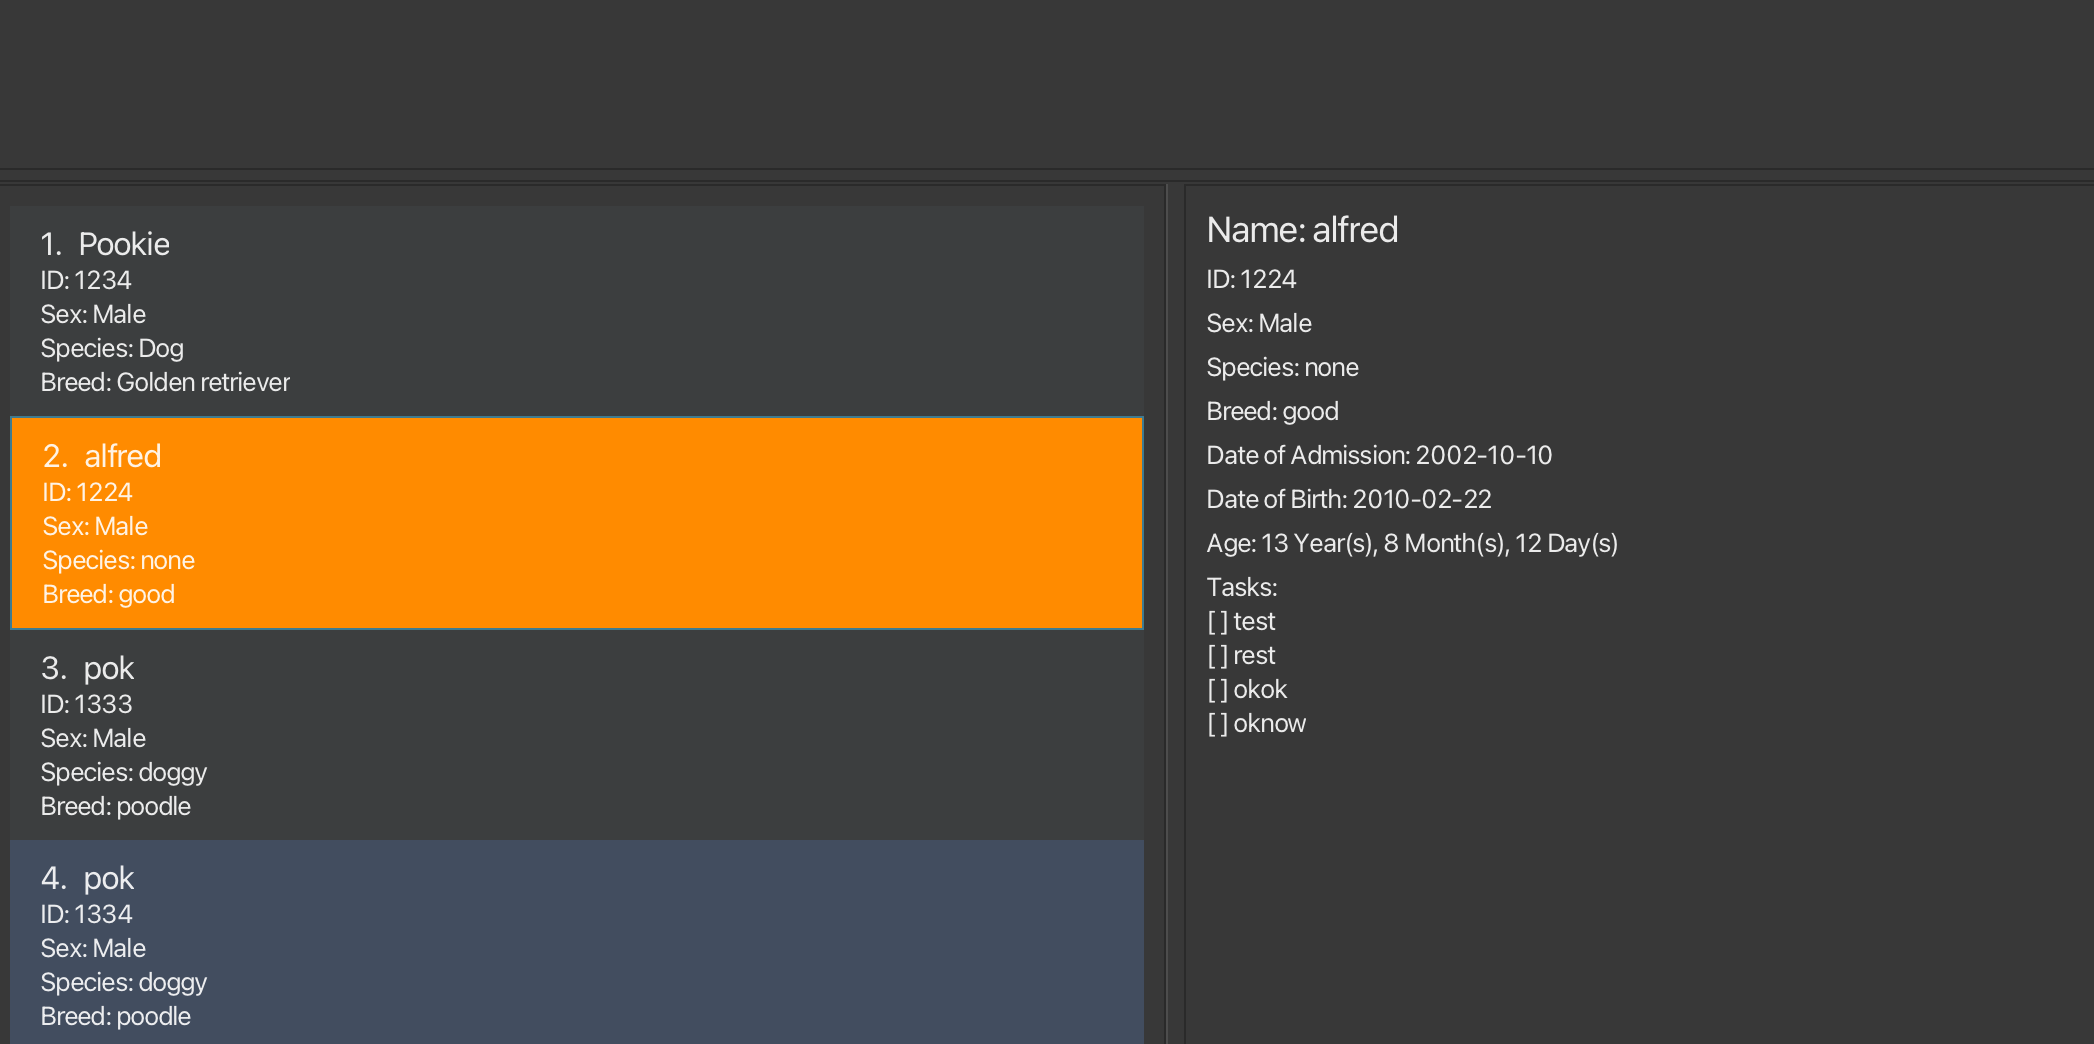 1. Pookie
ID: 1234
Sex: Male
Species: Dog
Breed: Golden retriever
2. alfred
ID: 1224
Sex: Male
Species: none
Breed: good
3. pok
ID: 1333
Sex: Male
Species: doggy
Breed: poodle
4. pok
ID: 1334
Sex: Male
Species: doggy
Breed: poodle
Name: alfred
ID: 1224
Sex: Male
Species: none
Breed: good
Date of Admission: 2002-10-10
Date of Birth: 2010-02-22
Age: 13 Year(s), 8 Month(s), 12 Day(s)
Tasks:
[ ] test
[ ] rest
[ ] okok
[ ] oknow